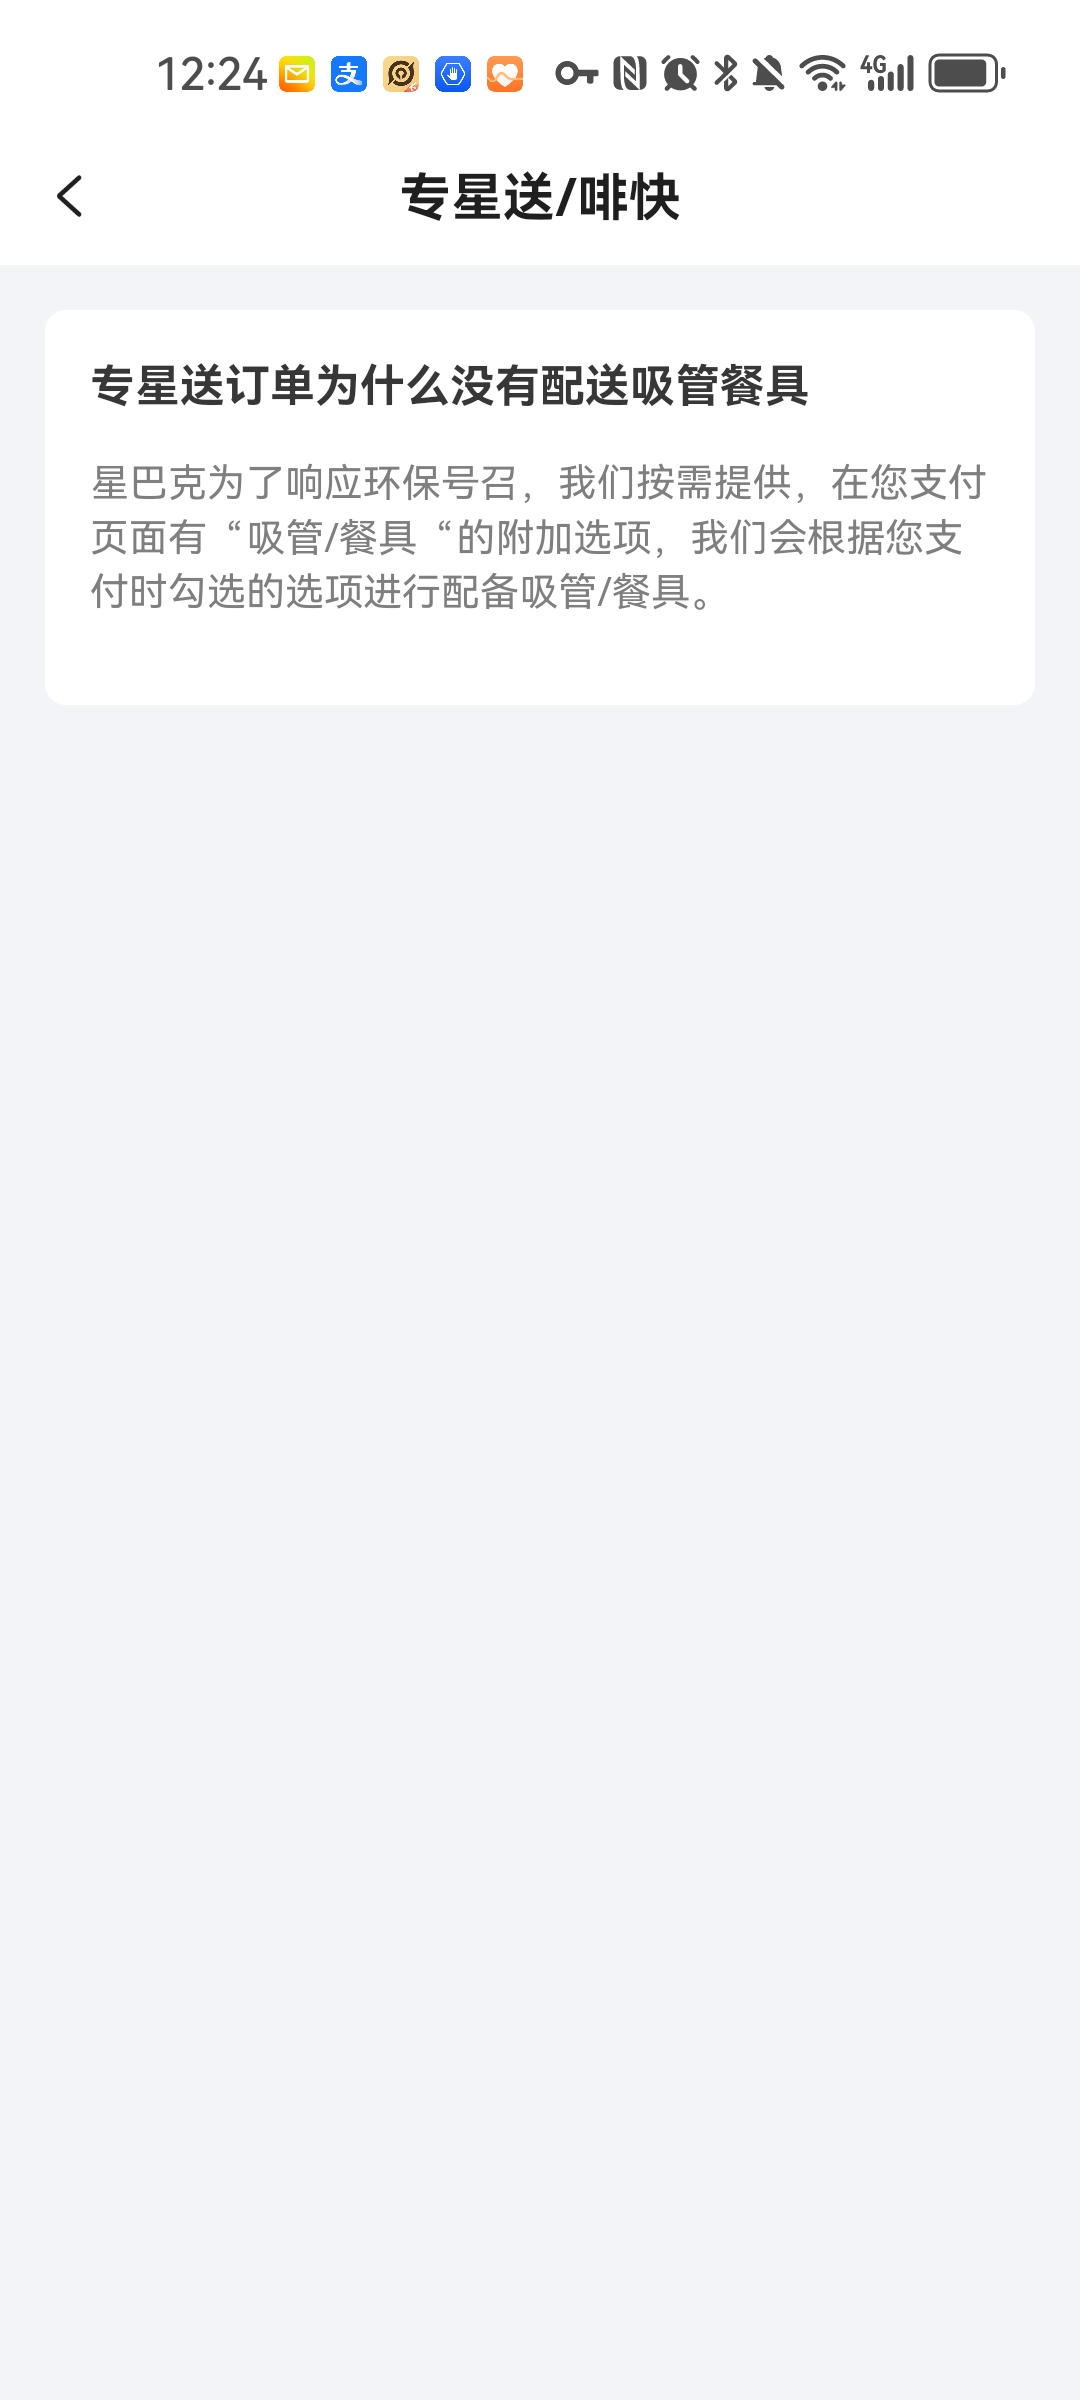 12:24
支
4G
专星送/啡快
专星送订单为什么没有配送吸管餐具
星巴克为了响应环保号召，我们按需提供，在您支付
页面有“吸管/餐具“的附加选项，我们会根据您支
付时勾选的选项进行配备吸管/餐具。